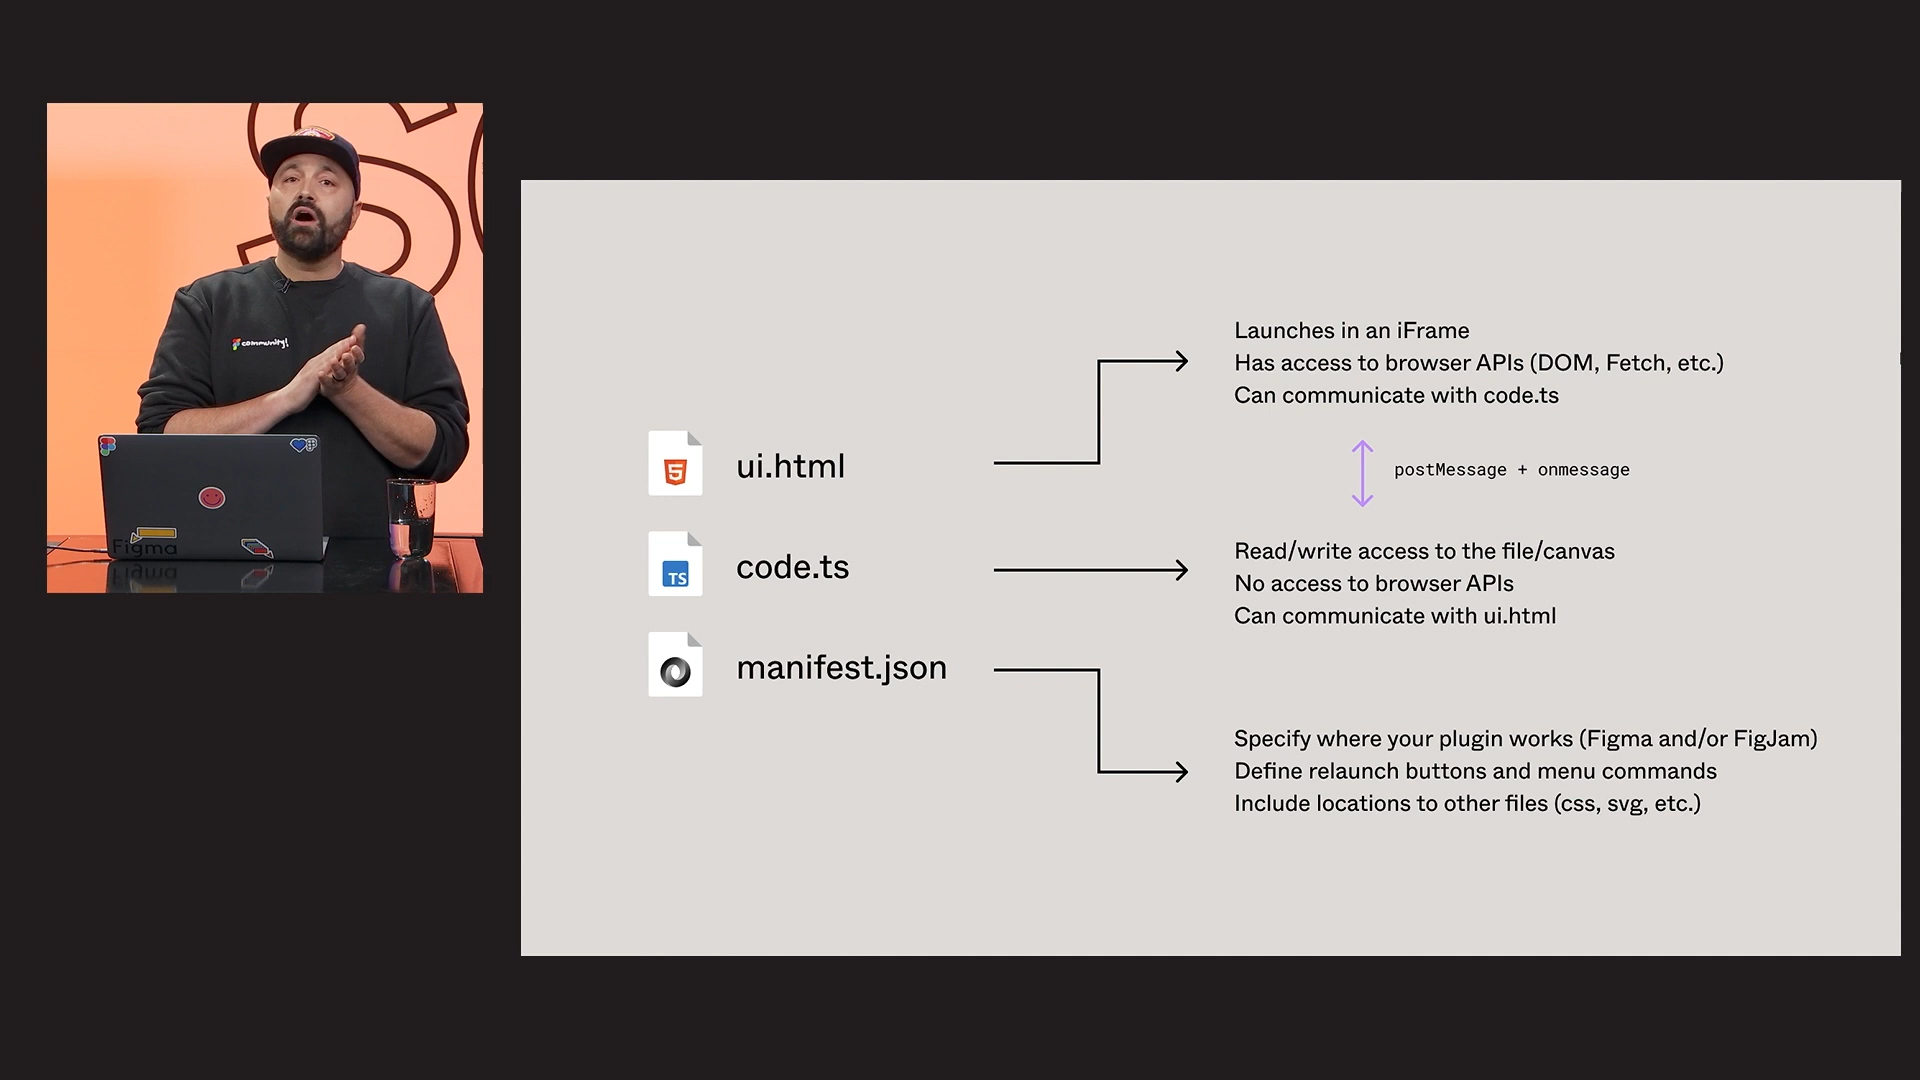 community!
Figma
ui.html
code.ts
TS
manifest.json
Launches in an iFrame
Has access to browser APIs (DOM, Fetch, etc.)
Can communicate with code.ts
postMessage + onmessage
Read/write access to the file/canvas
No access to browser APIs
Can communicate with ui.html
Specify where your plugin works (Figma and/or FigJam)
Define relaunch buttons and menu commands
Include locations to other files (css, svg, etc.)